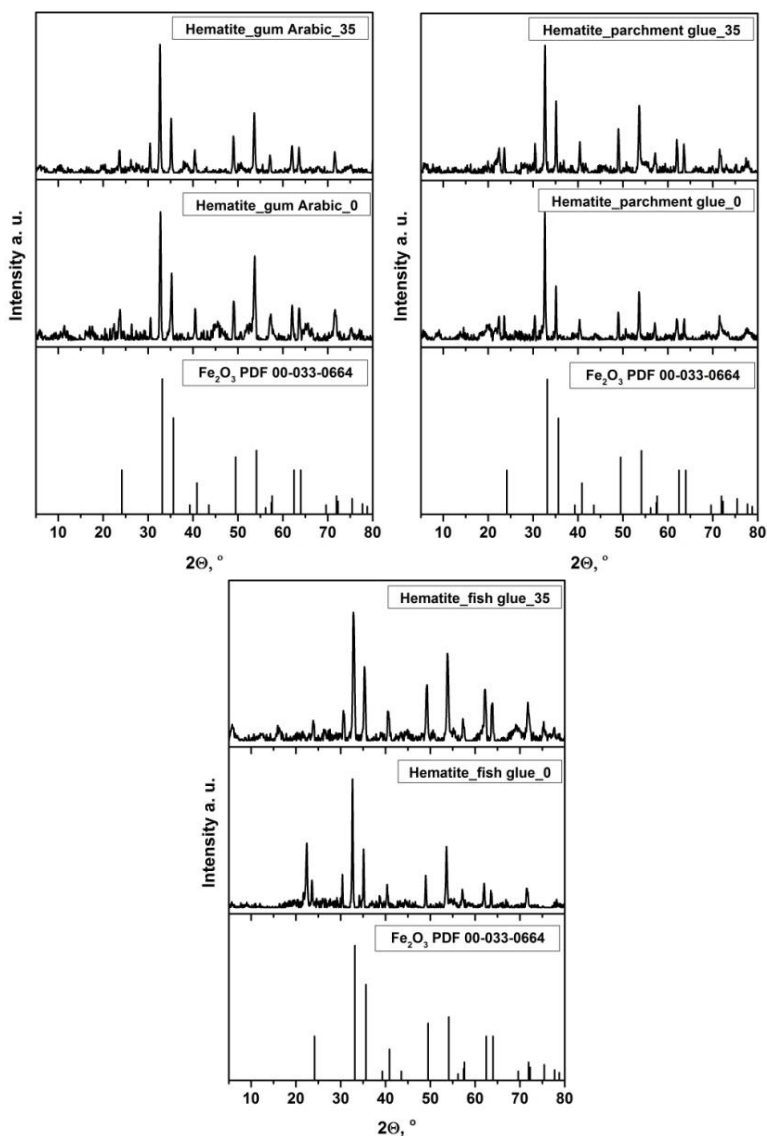 Hematite_gum Arabic_35
Hematite_gum Arabic_0
Fe₂O₃ PDF 00-033-0664
Intensity a. u.
10 20 30 40 50 60 70 80
2Θ, °
Hematite_parchment glue_35
Hematite_parchment glue_0
Fe₂O₃ PDF 00-033-0664
Intensity a. u.
10 20 30 40 50 60 70 80
2Θ, °
Hematite_fish glue_35
Hematite_fish glue_0
Fe₂O₃ PDF 00-033-0664
Intensity a. u.
10 20 30 40 50 60 70 80
2Θ, °